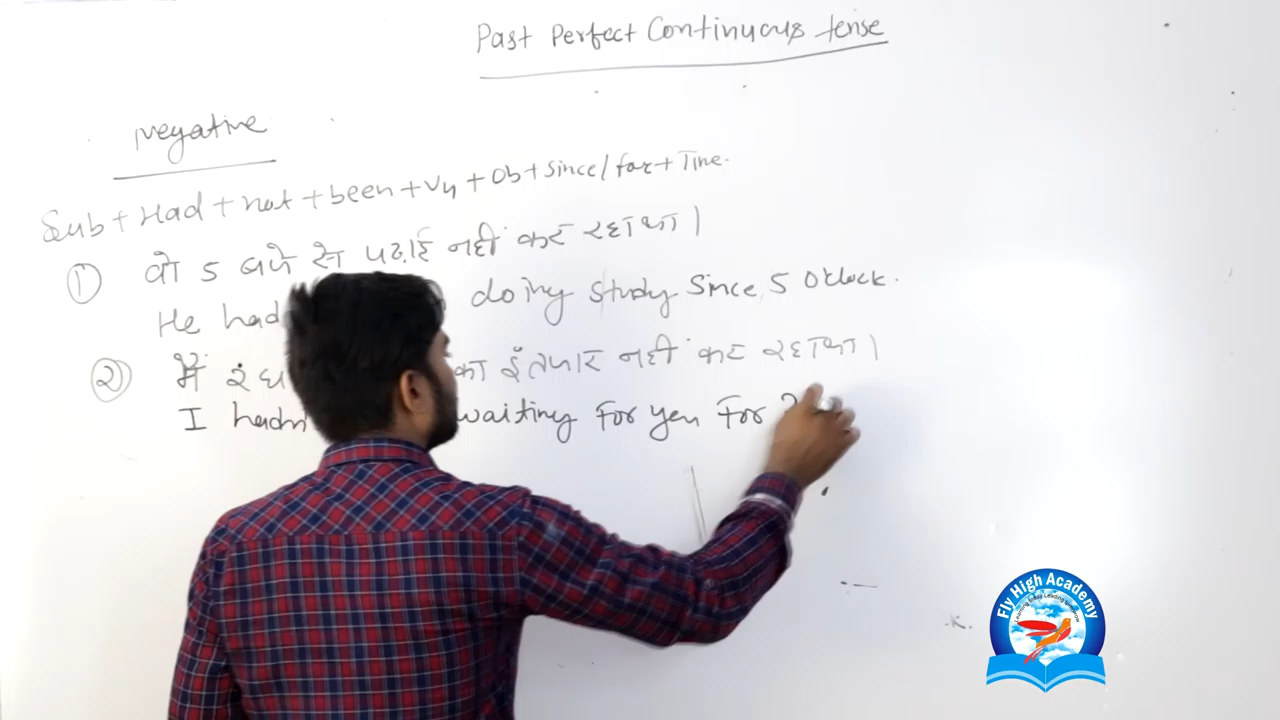 Past Perfect Continuous tense
Negative
Sub + Had + not + been + V4 + Ob + Since / for + Time.
① वो 5 बजे से पढ़ाई नहीं कर रहा था।
He had doing study Since 5 O'clock.
② मैं का इंतजार नहीं कर रहा था।
I hadn waiting For you For
Fly High Academy